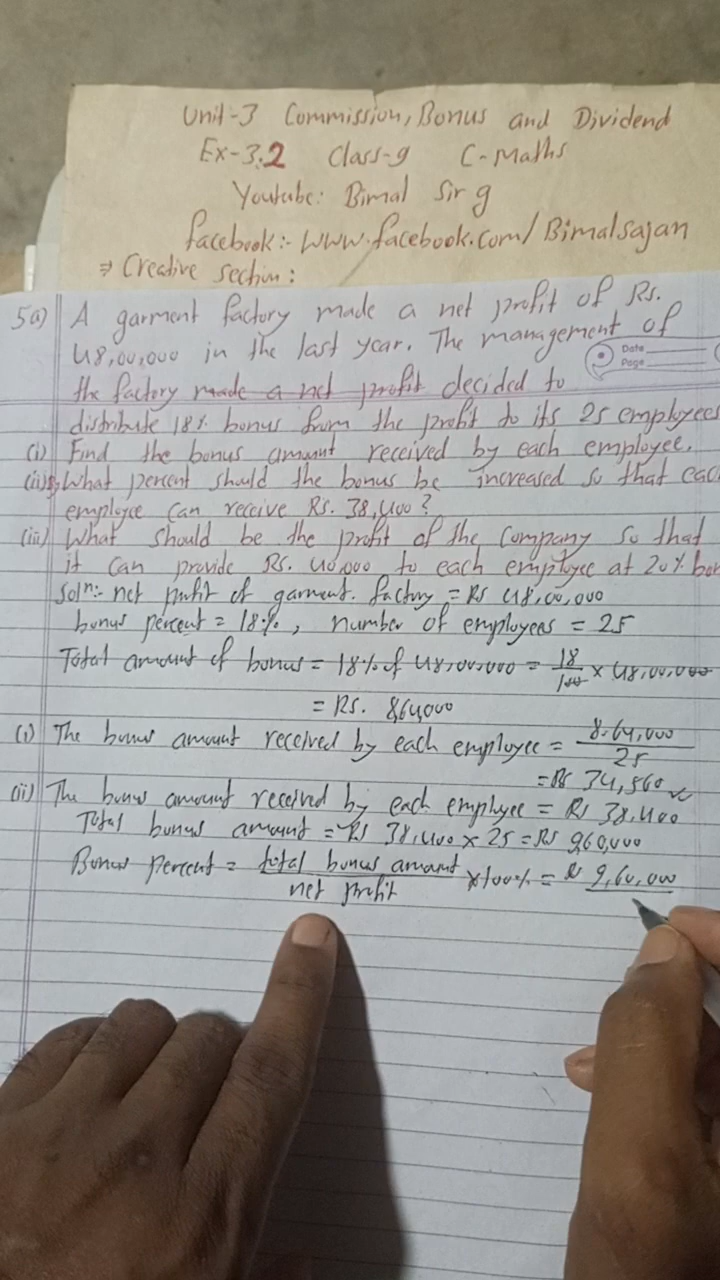 Unit-3 Commission, Bonus and Dividend
Ex-3.2 Class-9 C-Maths
Youtube: Bimal Sir g
facebook:- www.facebook.com/Bimalsajan
⇒ Creative section:
5a) A garment factory made a net profit of Rs.
48,00,000 in the last year. The management of
Date
Page
the factory made a net profit decided to
distribute 18% bonus from the profit to its 25 employees
(i) Find the bonus amount received by each employee.
(ii) What percent should the bonus be increased so that eac
employee can receive Rs. 38,400?
(iii) What should be the profit of the company so that
it can provide Rs. 40,000 to each employee at 20% bon
Soln:- net profit of garment factory = Rs 48,00,000
bonus percent = 18%, number of employees = 25
Total amount of bonus = 18% of 48,00,000 = 18/100 × 48,00,000
= Rs. 864000
(i) The bonus amount received by each employee = 8,64,000/25
= Rs 34,560 ✓
(ii) The bonus amount received by each employee = Rs 38,400
Total bonus amount = Rs 38,400 × 25 = Rs 960,000
Bonus Percent = total bonus amount/net profit × 100% = Rs 9,60,000